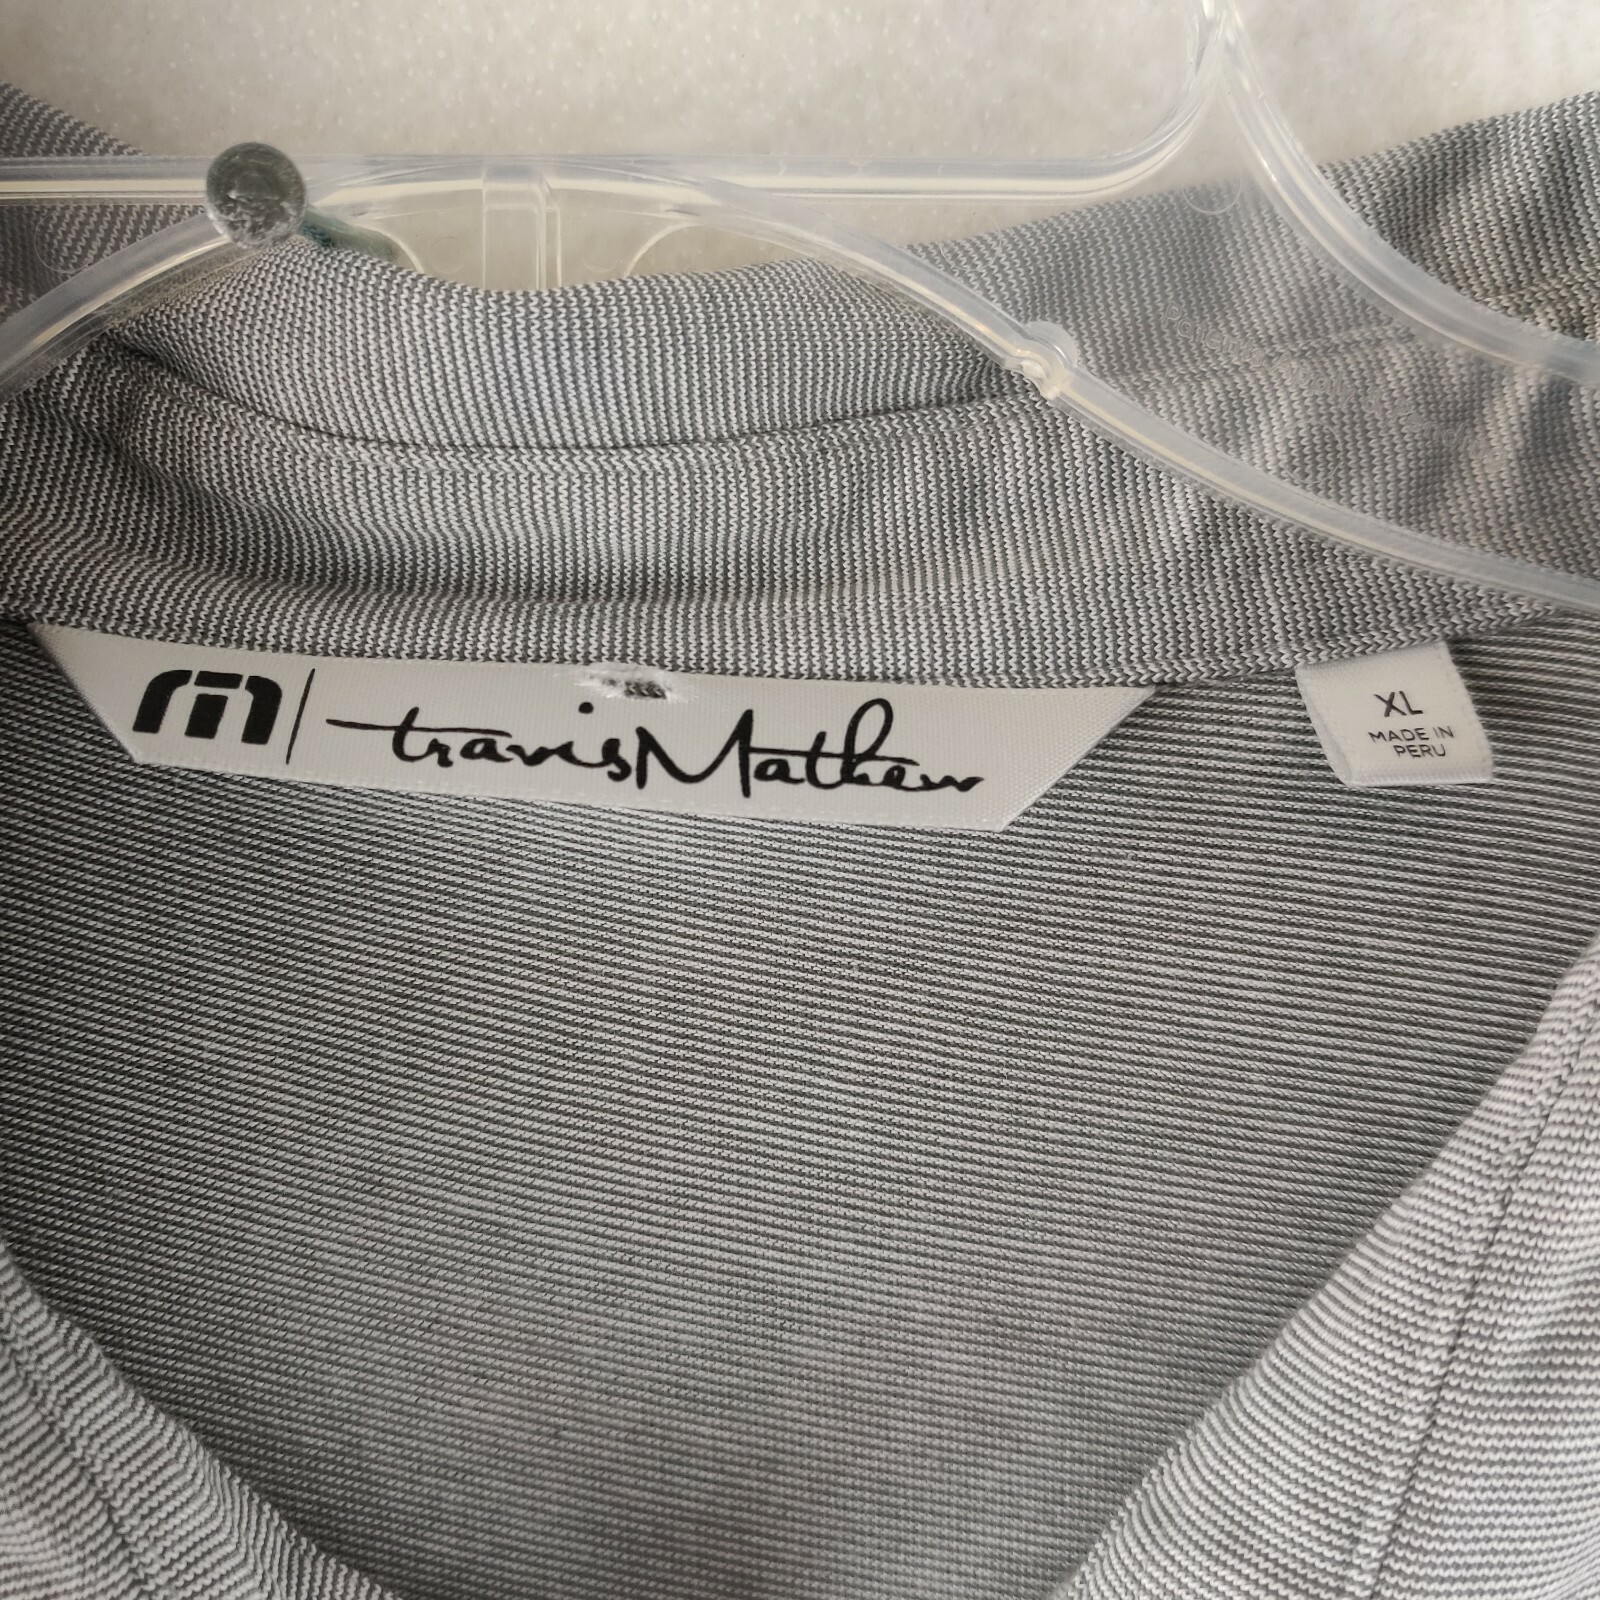 travisMathew
XL
MADE IN
PERU